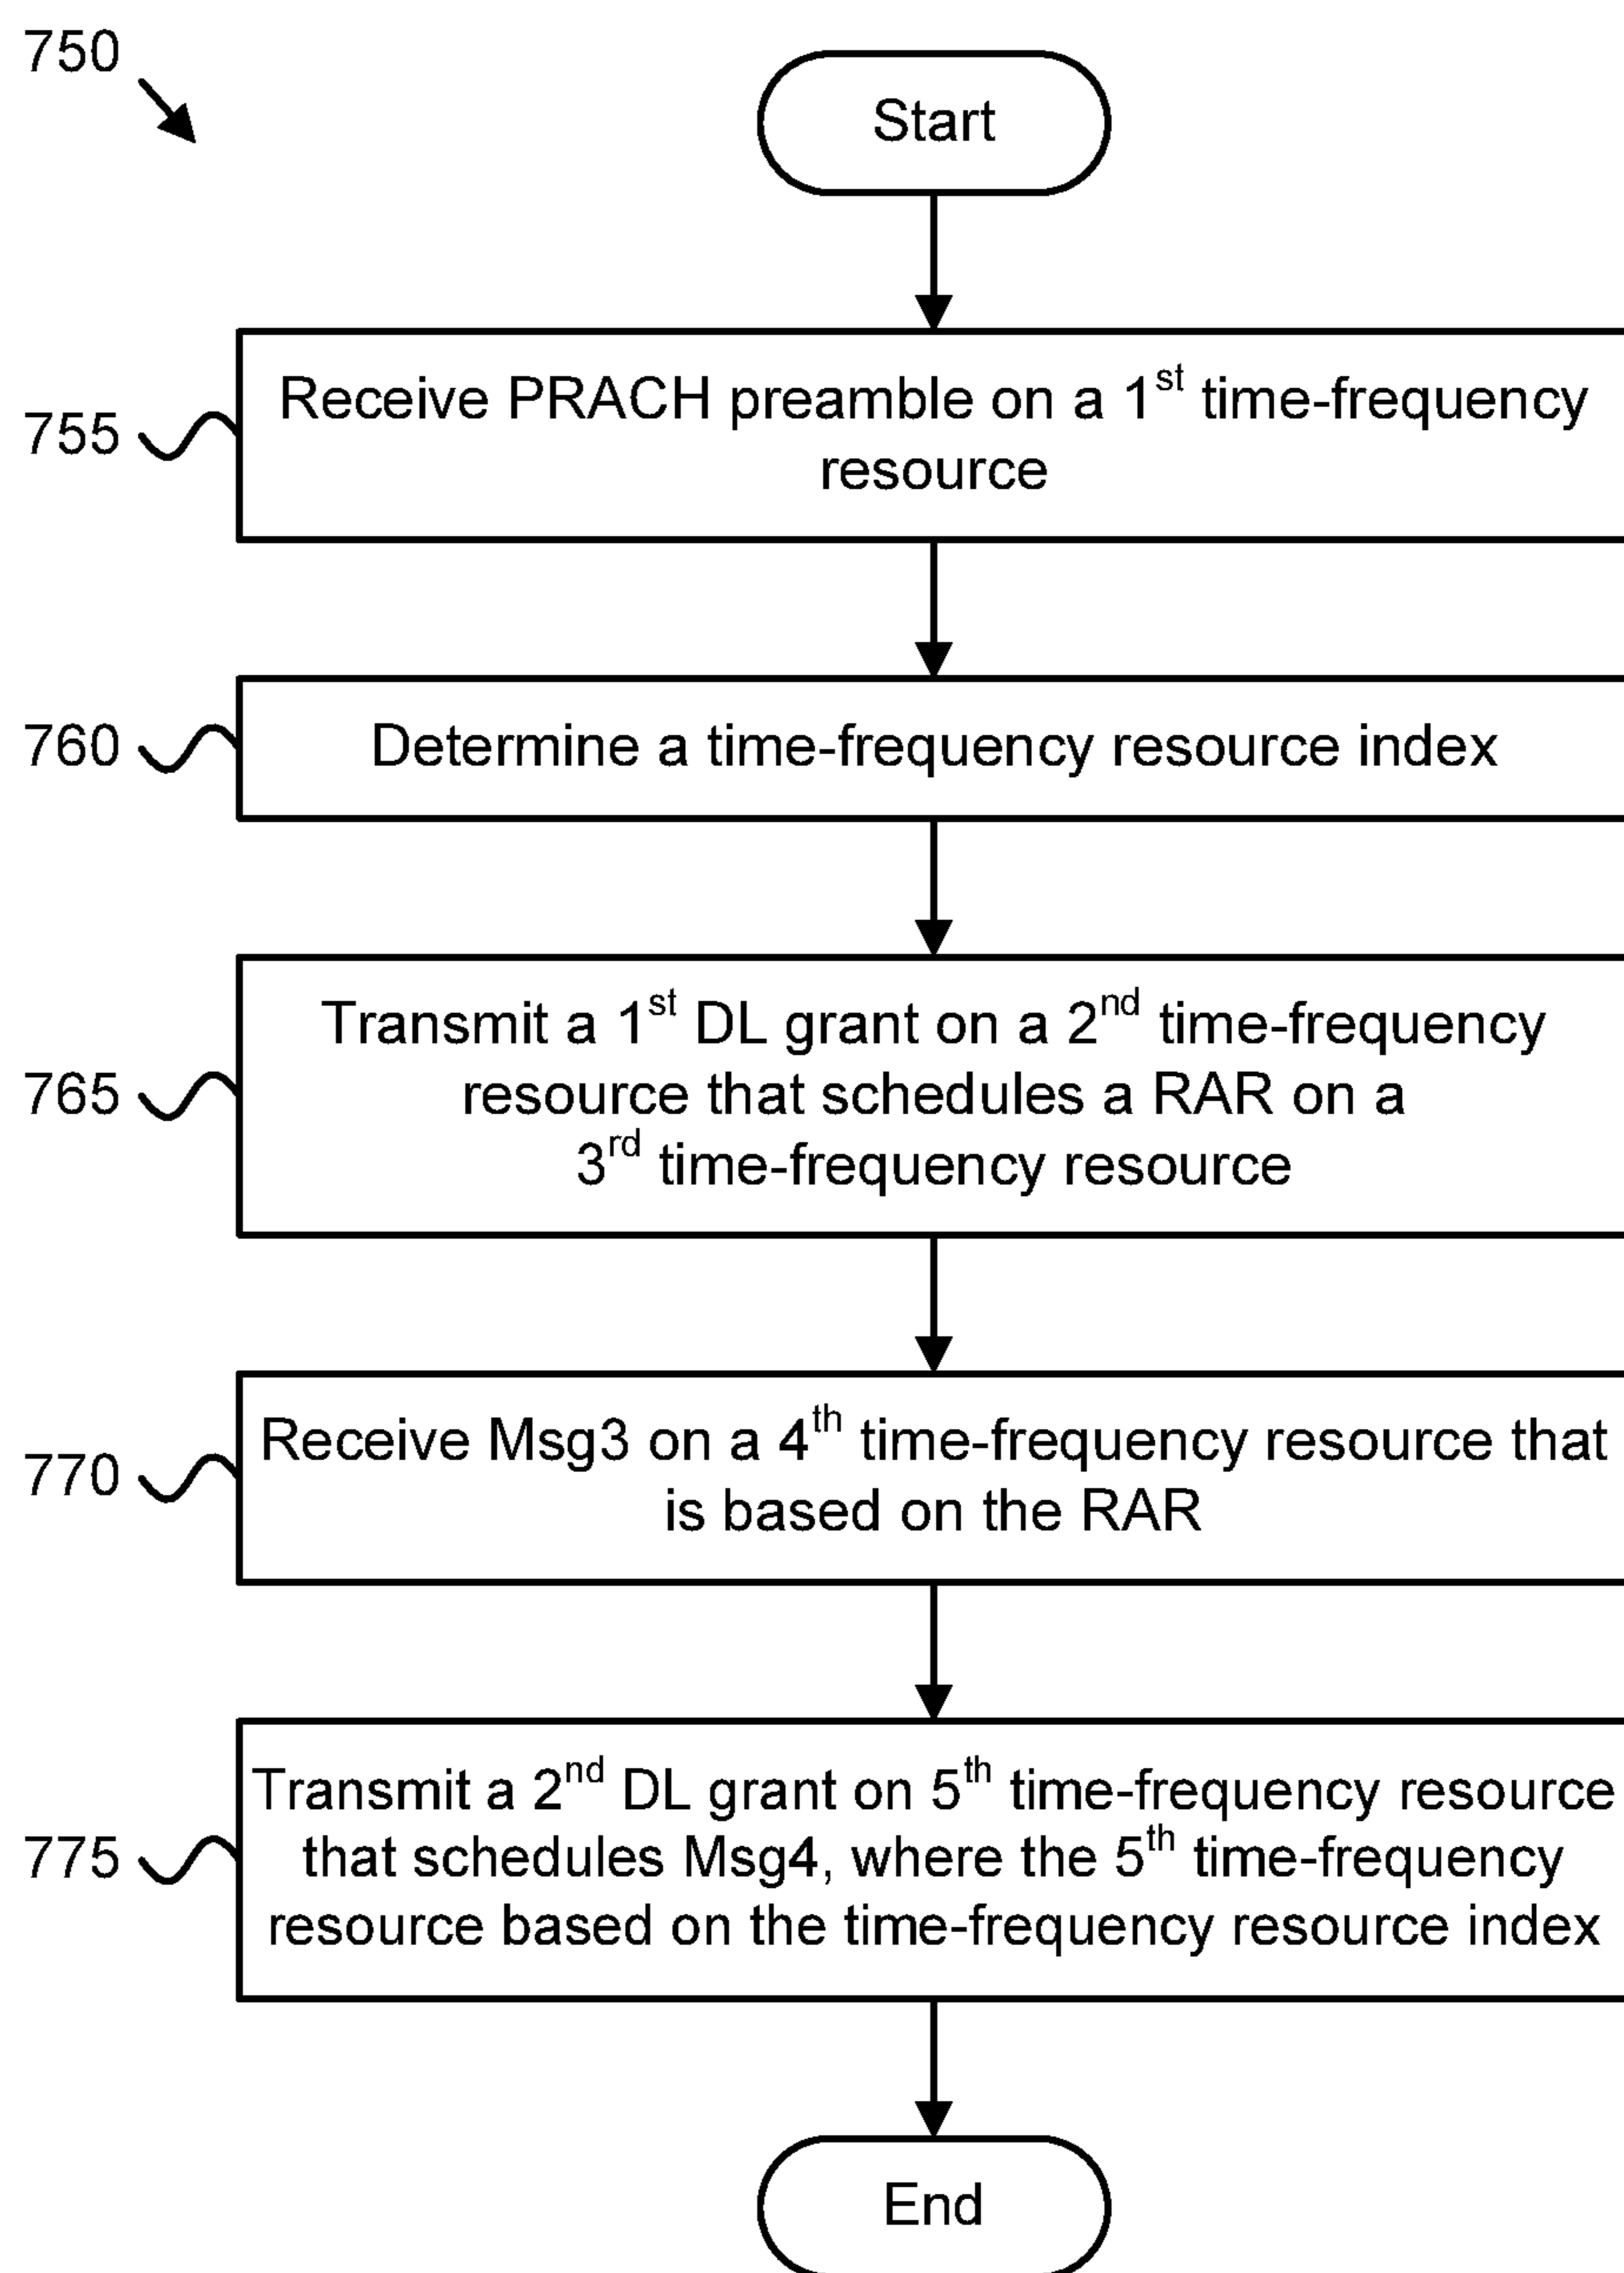 750
Start
755
Receive PRACH preamble on a 1st time-frequency
resource
760
Determine a time-frequency resource index
765
Transmit a 1st DL grant on a 2nd time-frequency
resource that schedules a RAR on a
3rd time-frequency resource
770
Receive Msg3 on a 4th time-frequency resource that
is based on the RAR
775
Transmit a 2nd DL grant on 5th time-frequency resource
that schedules Msg4, where the 5th time-frequency
resource based on the time-frequency resource index
End